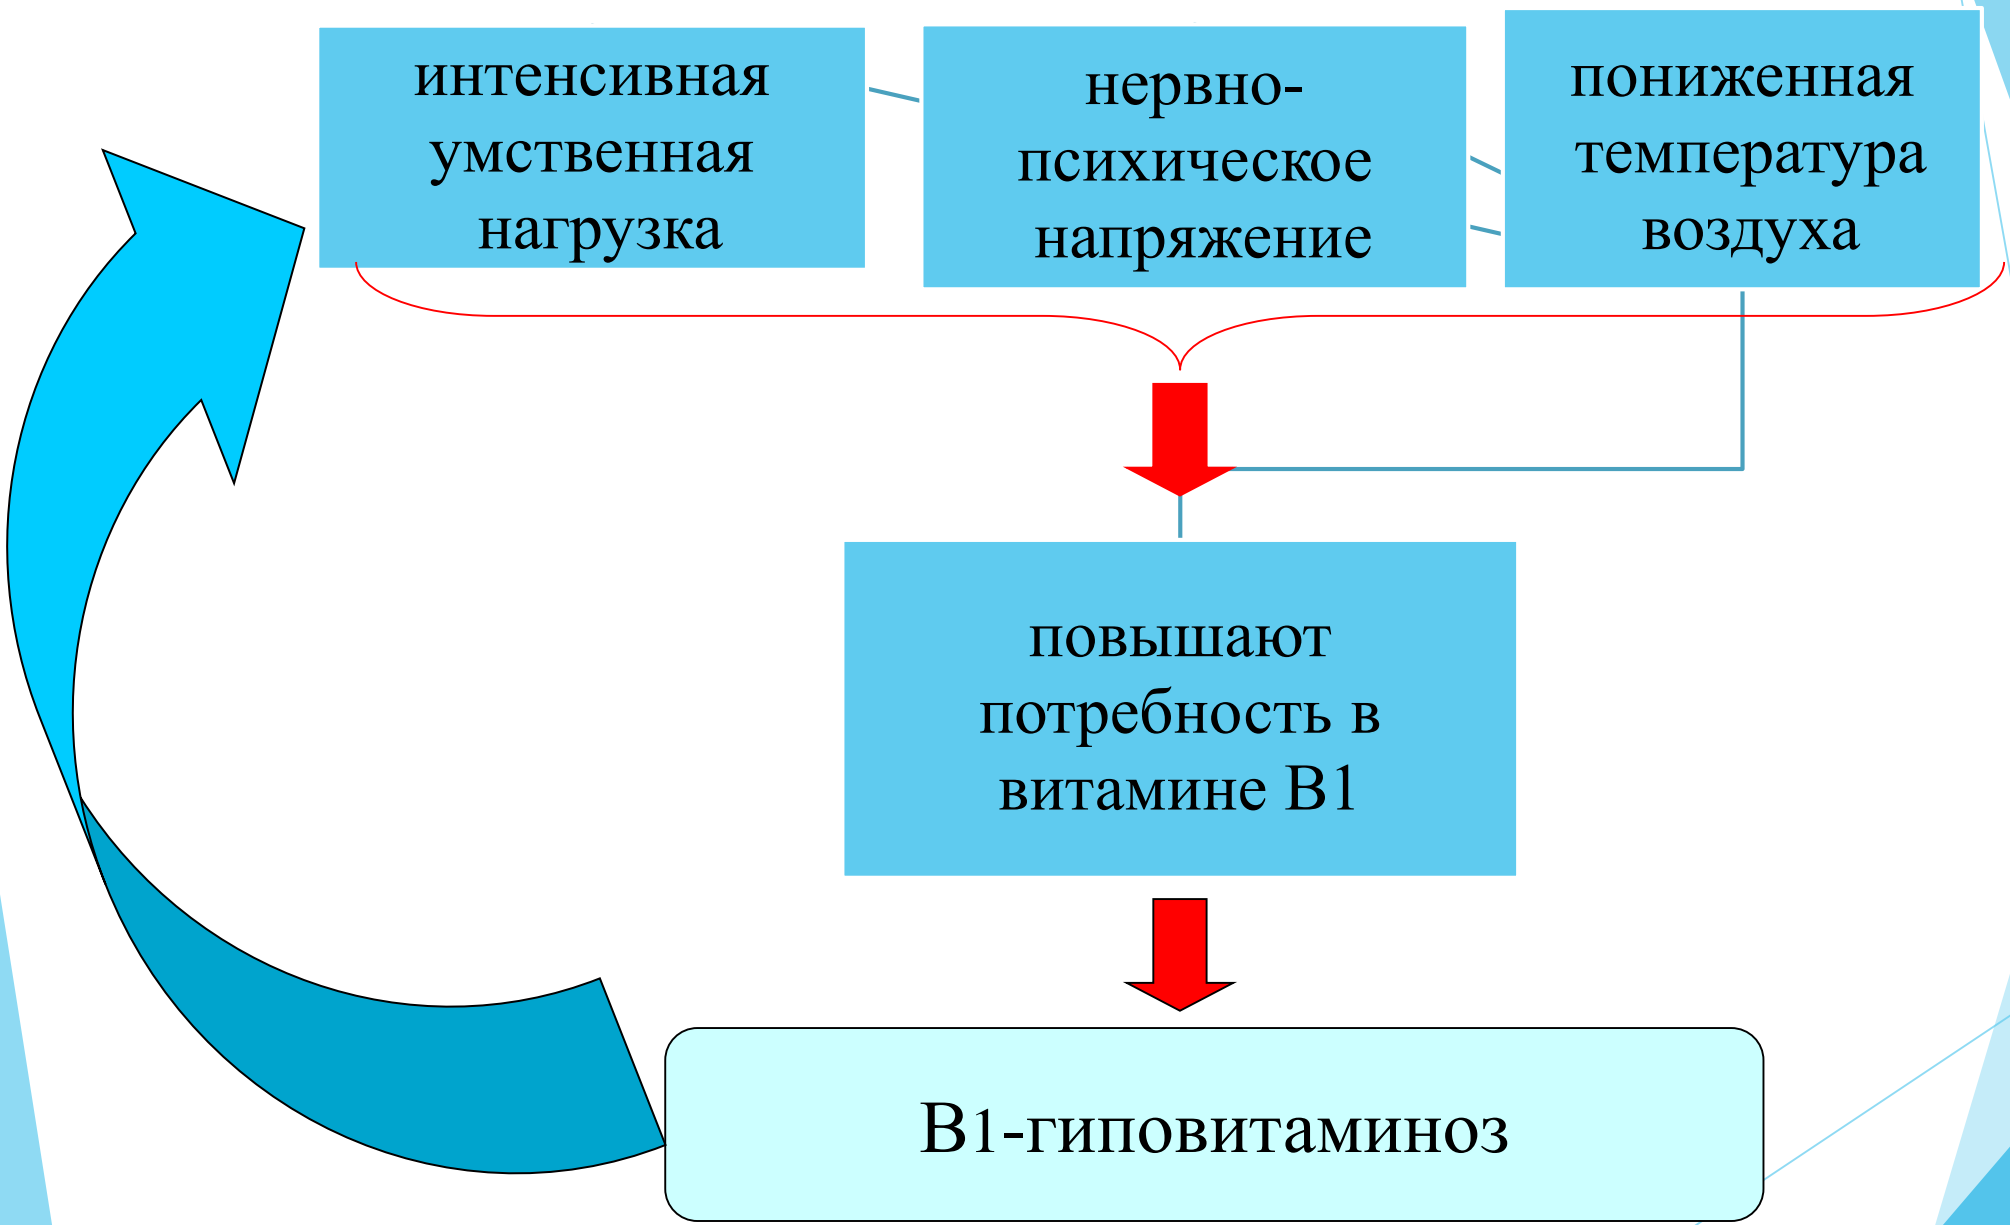 интенсивная
умственная
нагрузка
нервно-
психическое
напряжение
пониженная
температура
воздуха
повышают
потребность в
витамине В1
В1-гиповитаминоз